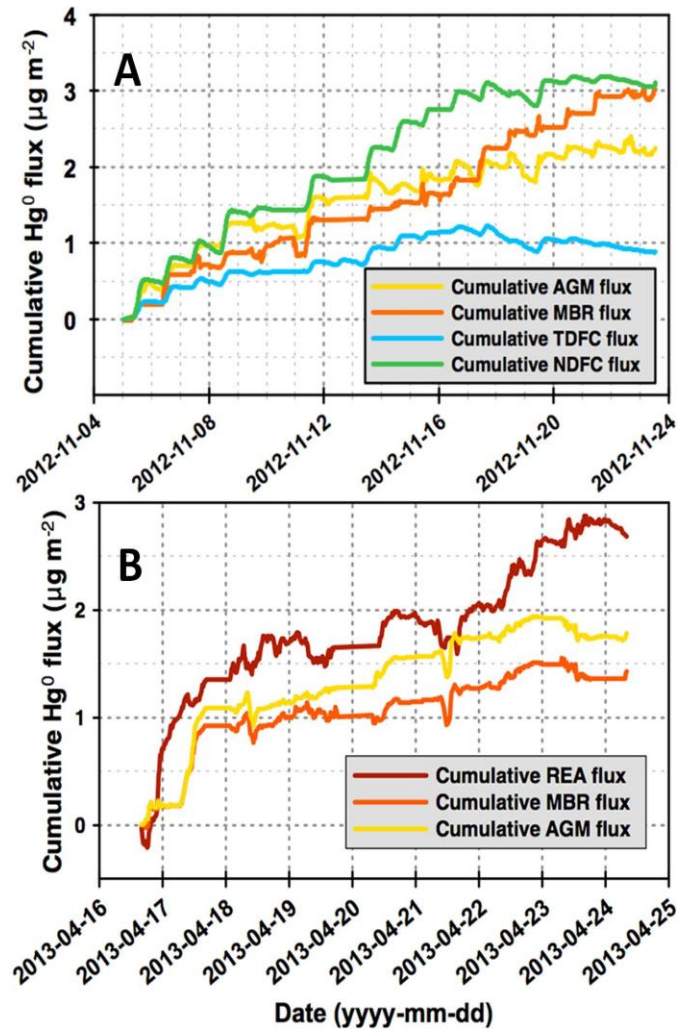 A
Cumulative Hg⁰ flux (µg m⁻²)
4
3
2
1
0
Cumulative AGM flux
Cumulative MBR flux
Cumulative TDFC flux
Cumulative NDFC flux
2012-11-04
2012-11-08
2012-11-12
2012-11-16
2012-11-20
2012-11-24
B
Cumulative Hg⁰ flux (µg m⁻²)
3
2
1
0
Cumulative REA flux
Cumulative MBR flux
Cumulative AGM flux
2013-04-16
2013-04-17
2013-04-18
2013-04-19
2013-04-20
2013-04-21
2013-04-22
2013-04-23
2013-04-24
2013-04-25
Date (yyyy-mm-dd)